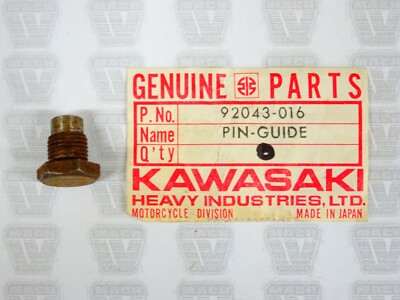 GENUINE PARTS
P.No. 92043-016
Name PIN-GUIDE
Q'ty
KAWASAKI
HEAVY INDUSTRIES, LTD.
MOTORCYCLE DIVISION MADE IN JAPAN